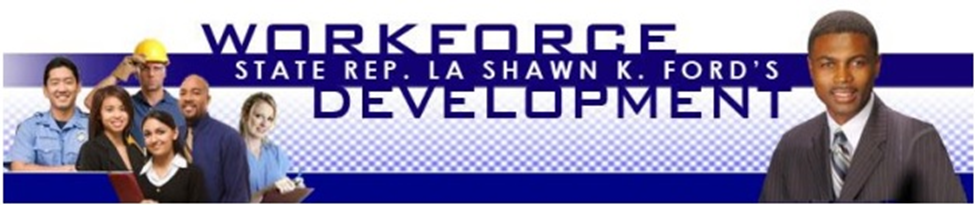 WORKFORCE
STATE REP. LA SHAWN K. FORD'S
DEVELOPMENT